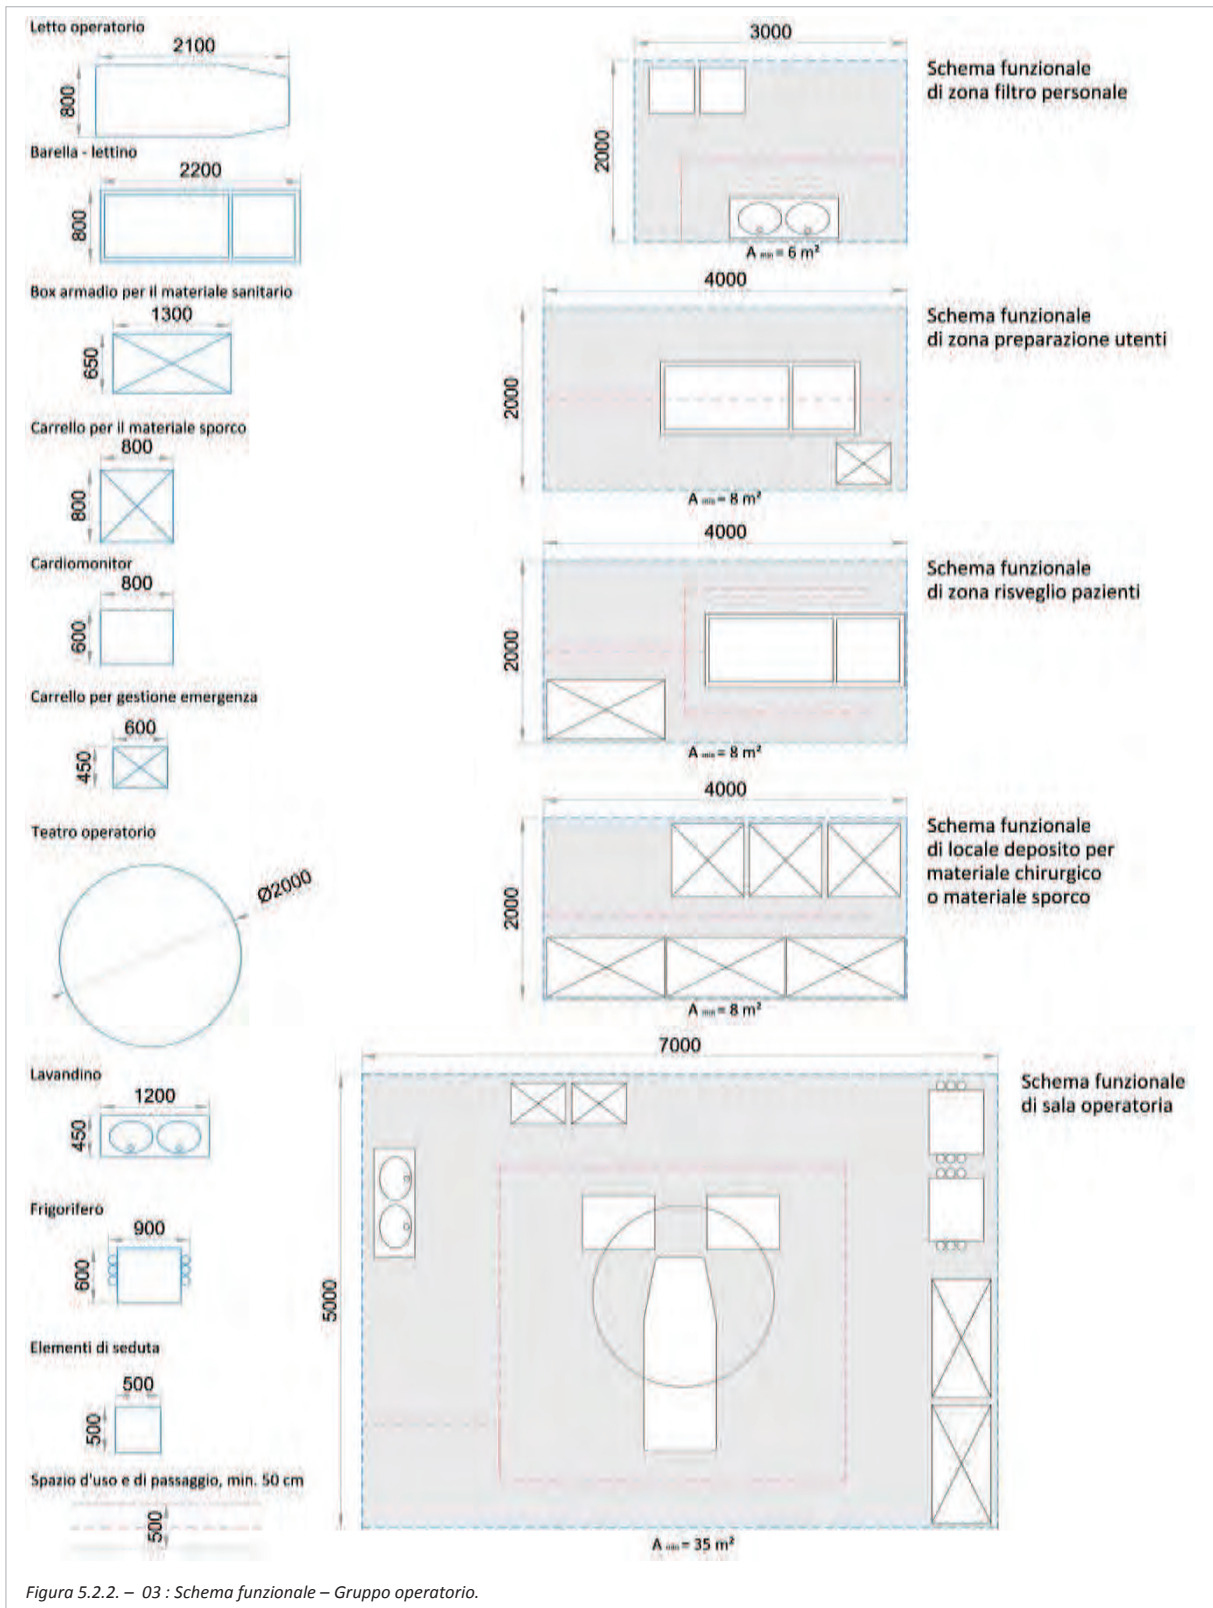 Letto operatorio
2100
800
Barella - lettino
2200
800
Box armadio per il materiale sanitario
1300
650
Carrello per il materiale sporco
800
800
Cardiomonitor
800
600
Carrello per gestione emergenza
600
450
Teatro operatorio
Ø2000
Lavandino
1200
450
Frigorifero
900
600
Elementi di seduta
500
500
Spazio d'uso e di passaggio, min. 50 cm
500
3000
2000
A min = 6 m²
Schema funzionale
di zona filtro personale
4000
2000
A min = 8 m²
Schema funzionale
di zona preparazione utenti
4000
2000
A min = 8 m²
Schema funzionale
di zona risveglio pazienti
4000
2000
A min = 8 m²
Schema funzionale
di locale deposito per
materiale chirurgico
o materiale sporco
7000
5000
A min = 35 m²
Schema funzionale
di sala operatoria
Figura 5.2.2. – 03 : Schema funzionale – Gruppo operatorio.